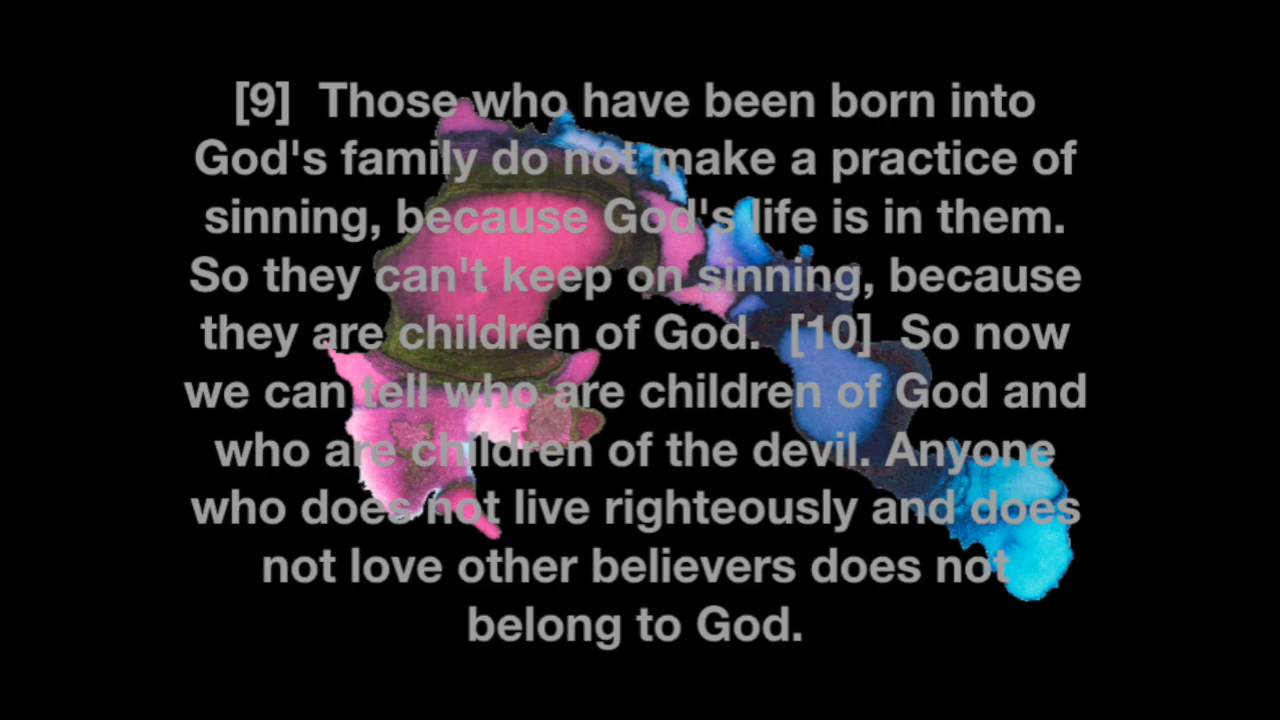 [9]  Those who have been born into
God's family do not make a practice of
sinning, because God's life is in them.
So they can't keep on sinning, because
they are children of God.  [10]  So now
we can tell who are children of God and
who are children of the devil. Anyone
who does not live righteously and does
not love other believers does not
belong to God.